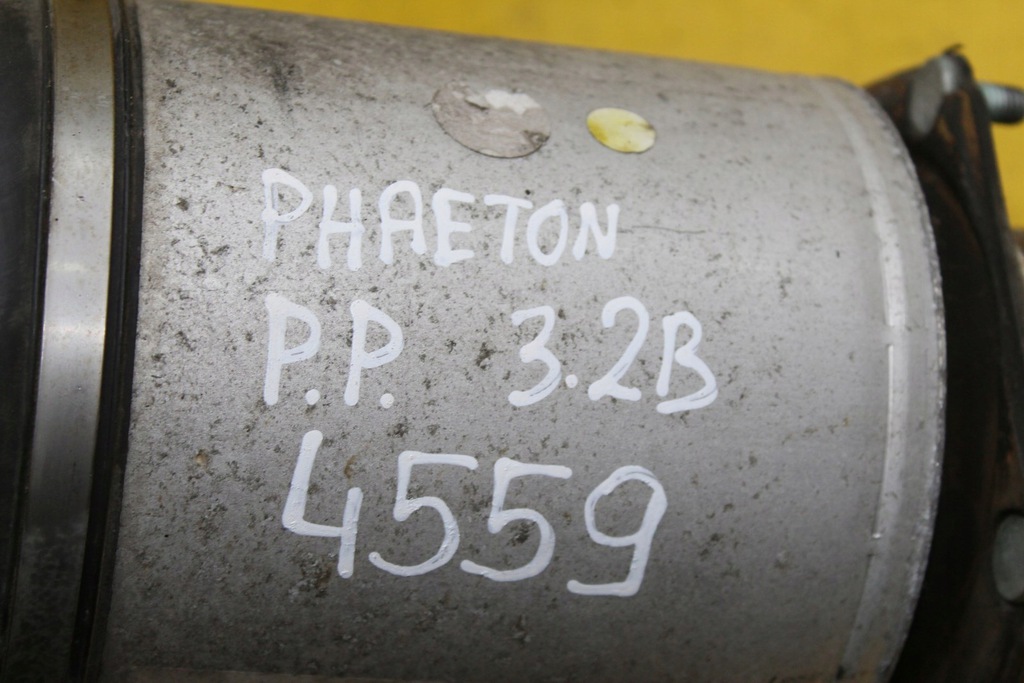 PHAETON
P.P. 3.2B
4559